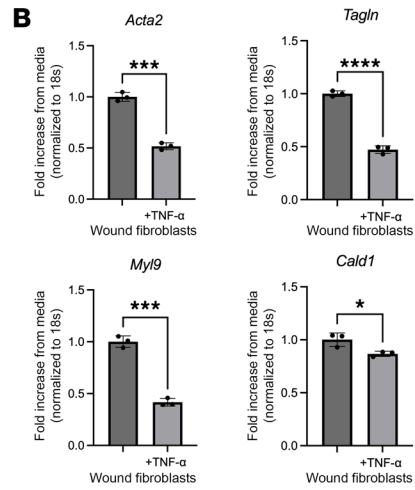 B
Acta2
Fold increase from media
(normalized to 18s)
1.5
1.0
0.5
0.0
***
+TNF-α
Wound fibroblasts
Tagln
Fold increase from media
(normalized to 18s)
1.5
1.0
0.5
0.0
****
+TNF-α
Wound fibroblasts
Myl9
Fold increase from media
(normalized to 18s)
1.5
1.0
0.5
0.0
***
+TNF-α
Wound fibroblasts
Cald1
Fold increase from media
(normalized to 18s)
1.5
1.0
0.5
0.0
*
+TNF-α
Wound fibroblasts